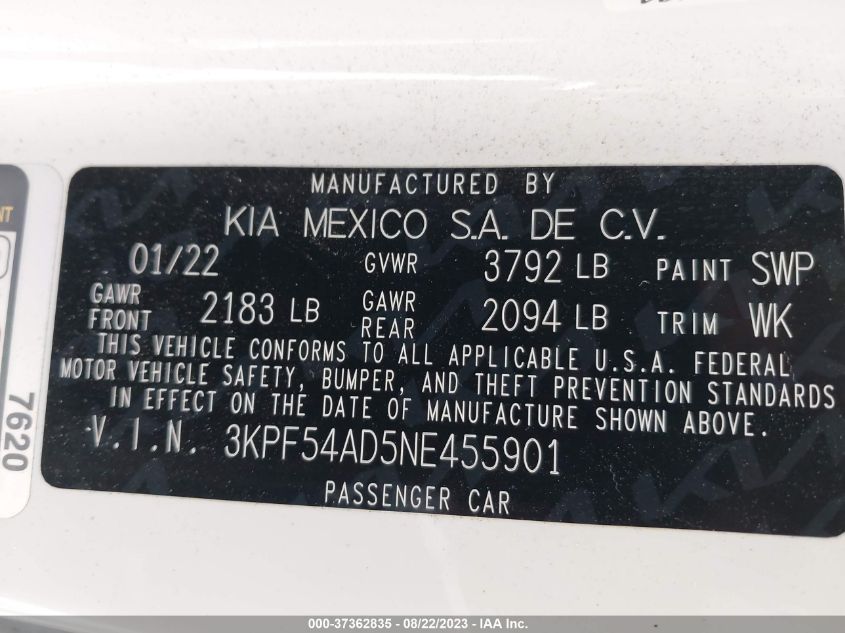 MANUFACTURED BY
KIA MEXICO S.A. DE C.V.
01/22 GVWR 3792 LB PAINT SWP
GAWR FRONT 2183 LB GAWR REAR 2094 LB TRIM WK
THIS VEHICLE CONFORMS TO ALL APPLICABLE U.S.A. FEDERAL
MOTOR VEHICLE SAFETY, BUMPER, AND THEFT PREVENTION STANDARDS
IN EFFECT ON THE DATE OF MANUFACTURE SHOWN ABOVE.
V.I.N. 3KPF54AD5NE455901
PASSENGER CAR
7620
000-37362835 - 08/22/2023 - IAA Inc.